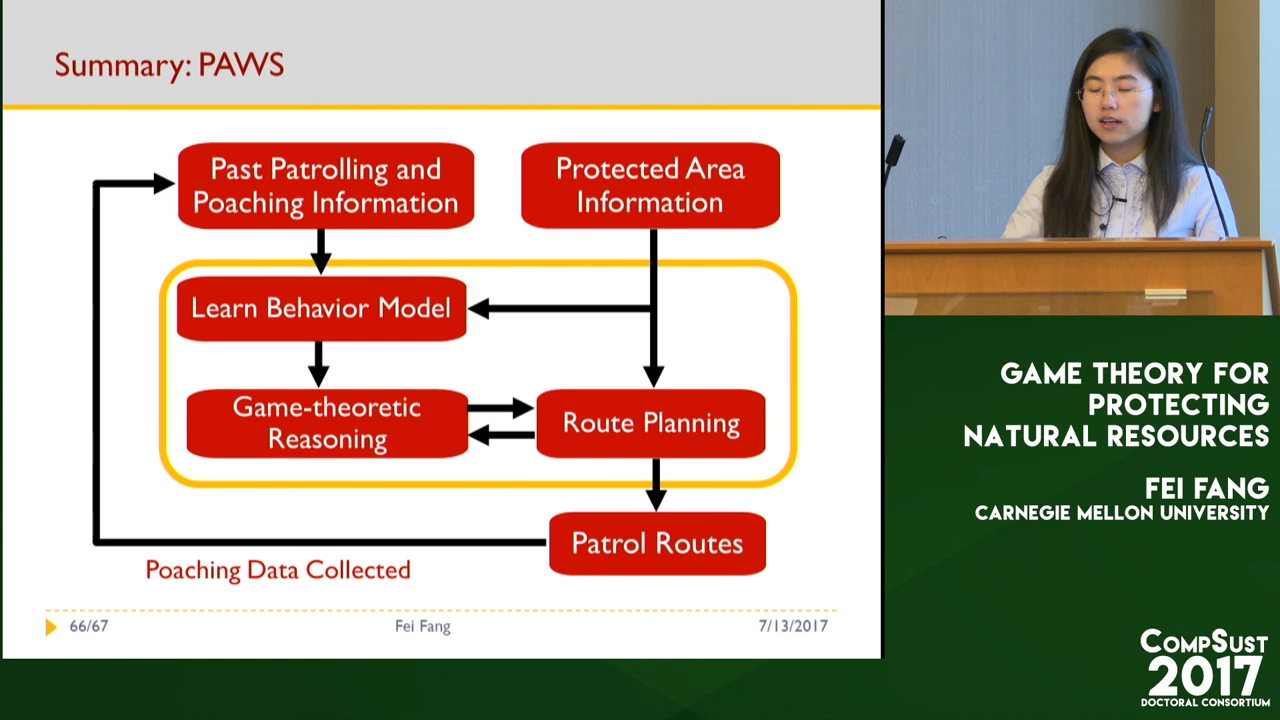 Summary: PAWS
Past Patrolling and
Poaching Information
Protected Area
Information
Learn Behavior Model
Game-theoretic
Reasoning
Route Planning
Patrol Routes
Poaching Data Collected
66/67
Fei Fang
7/13/2017
GAME THEORY FOR
PROTECTING
NATURAL RESOURCES
FEI FANG
CARNEGIE MELLON UNIVERSITY
COMPSUST
2017
DOCTORAL CONSORTIUM